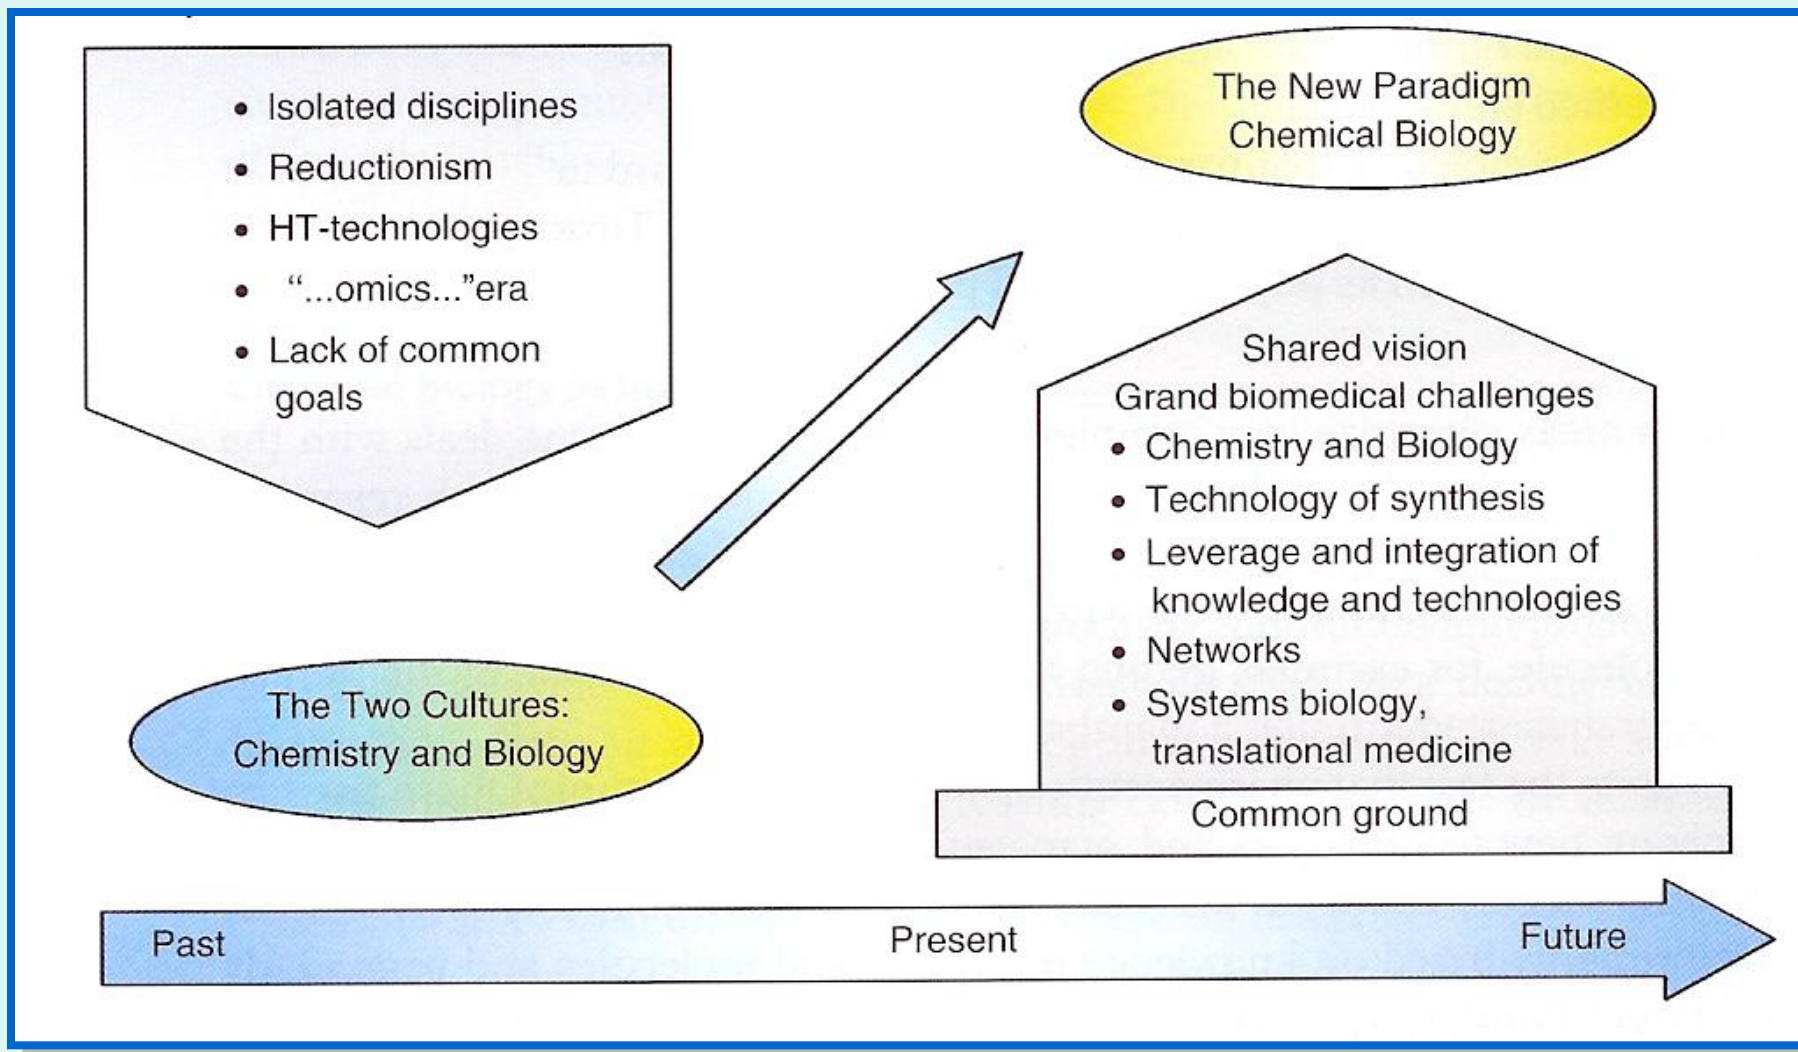 • Isolated disciplines
• Reductionism
• HT-technologies
• “...omics...”era
• Lack of common
goals
The Two Cultures:
Chemistry and Biology
The New Paradigm
Chemical Biology
Shared vision
Grand biomedical challenges
• Chemistry and Biology
• Technology of synthesis
• Leverage and integration of
knowledge and technologies
• Networks
• Systems biology,
translational medicine
Common ground
Past
Present
Future